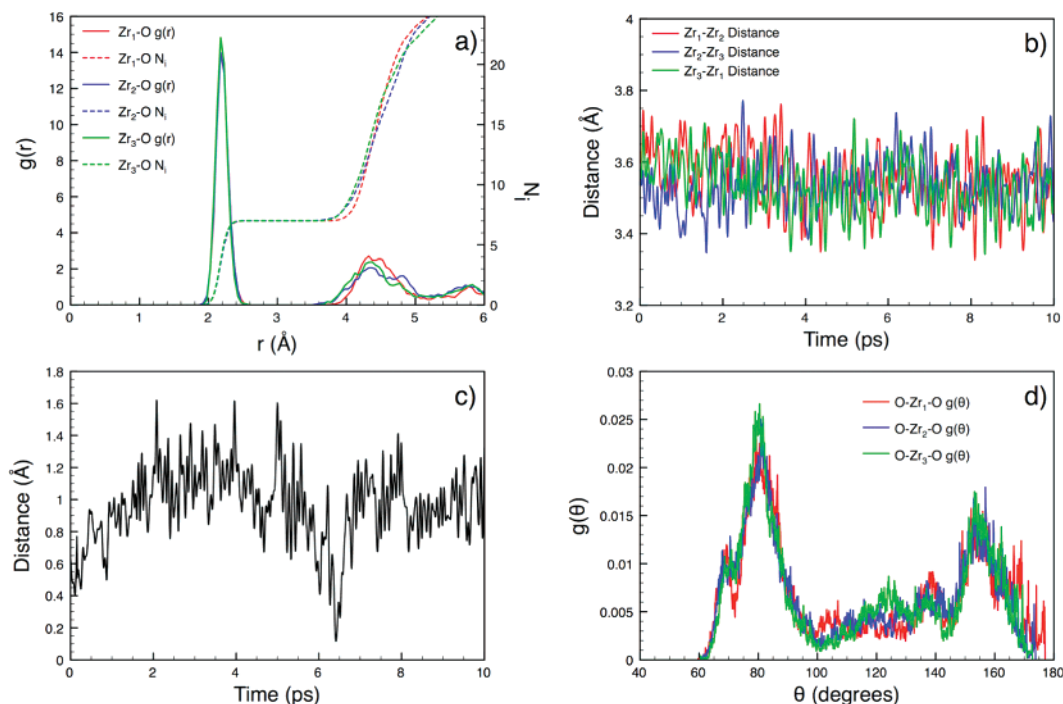 a)
16
14
12
10
8
6
4
2
0
g(r)
Zr₁-O g(r)
Zr₁-O Nᵢ
Zr₂-O g(r)
Zr₂-O Nᵢ
Zr₃-O g(r)
Zr₃-O Nᵢ
20
15
10
5
0
Nᵢ
0 1 2 3 4 5 6
r (Å)
b)
4
3.8
3.6
3.4
3.2
Distance (Å)
Zr₁-Zr₂ Distance
Zr₂-Zr₃ Distance
Zr₃-Zr₁ Distance
0 2 4 6 8 10
Time (ps)
c)
1.8
1.6
1.4
1.2
1
0.8
0.6
0.4
0.2
0
Distance (Å)
0 2 4 6 8 10
Time (ps)
d)
0.03
0.025
0.02
0.015
0.01
0.005
0
g(θ)
O-Zr₁-O g(θ)
O-Zr₂-O g(θ)
O-Zr₃-O g(θ)
40 60 80 100 120 140 160 180
θ (degrees)